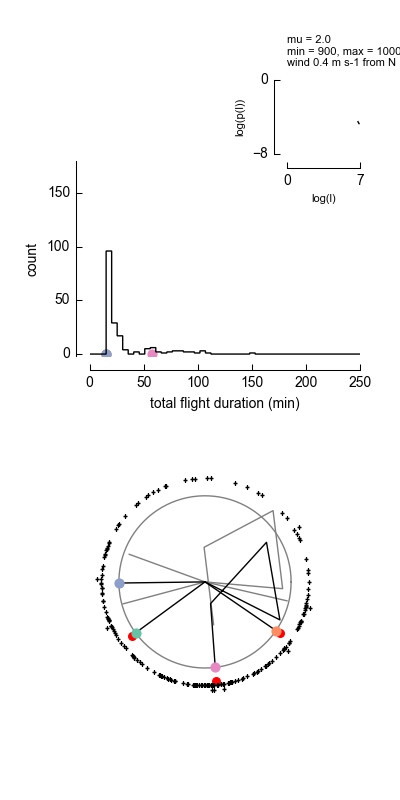 mu = 2.0
min = 900, max = 1000
wind 0.4 m s-1 from N
0
log(p(l))
−8
0 7
log(l)
150
count
100
50
0
0 50 100 150 200 250
total flight duration (min)